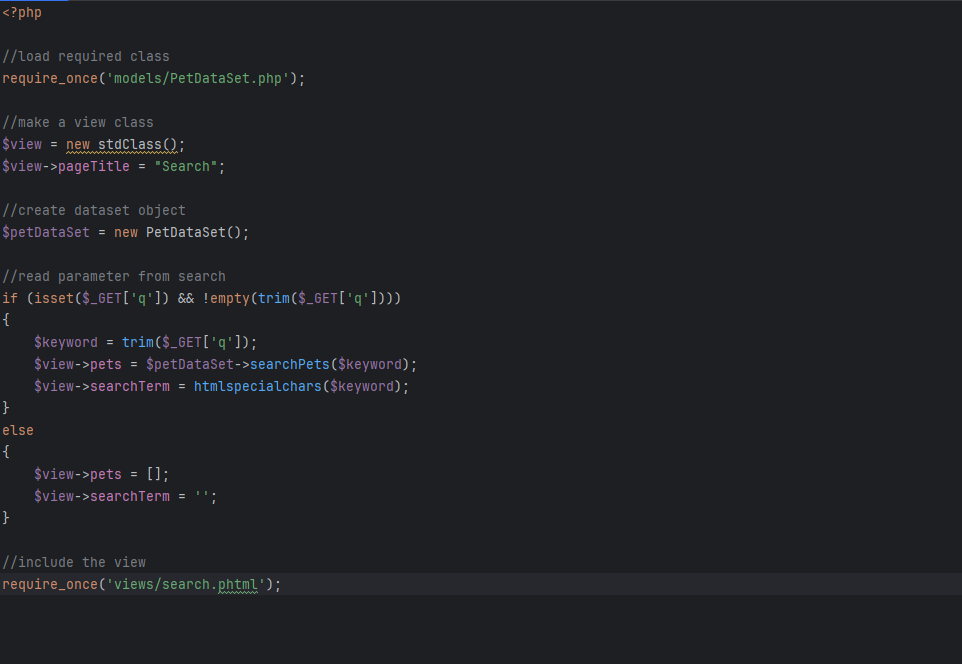 <?php
//load required class
require_once('models/PetDataSet.php');
//make a view class
$view = new stdClass();
$view->pageTitle = "Search";
//create dataset object
$petDataSet = new PetDataSet();
//read parameter from search
if (isset($_GET['q']) && !empty(trim($_GET['q'])))
{
    $keyword = trim($_GET['q']);
    $view->pets = $petDataSet->searchPets($keyword);
    $view->searchTerm = htmlspecialchars($keyword);
}
else
{
    $view->pets = [];
    $view->searchTerm = '';
}
//include the view
require_once('views/search.phtml');